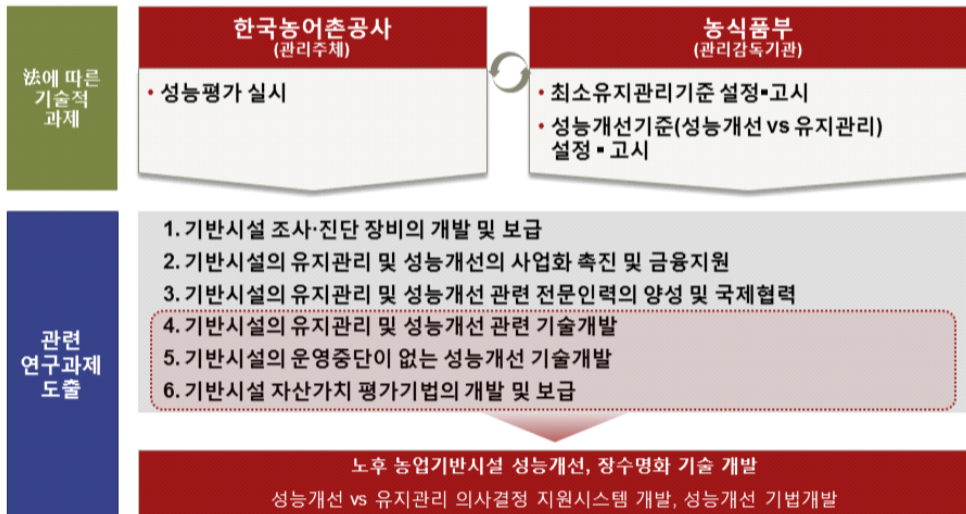 法에 따른
기술적
과제
한국농어촌공사
(관리주체)
• 성능평가 실시
농식품부
(관리감독기관)
• 최소유지관리기준 설정▪고시
• 성능개선기준(성능개선 vs 유지관리)
설정 ▪ 고시
관련
연구과제
도출
1. 기반시설 조사·진단 장비의 개발 및 보급
2. 기반시설의 유지관리 및 성능개선의 사업화 촉진 및 금융지원
3. 기반시설의 유지관리 및 성능개선 관련 전문인력의 양성 및 국제협력
4. 기반시설의 유지관리 및 성능개선 관련 기술개발
5. 기반시설의 운영중단이 없는 성능개선 기술개발
6. 기반시설 자산가치 평가기법의 개발 및 보급
노후 농업기반시설 성능개선, 장수명화 기술 개발
성능개선 vs 유지관리 의사결정 지원시스템 개발, 성능개선 기법개발